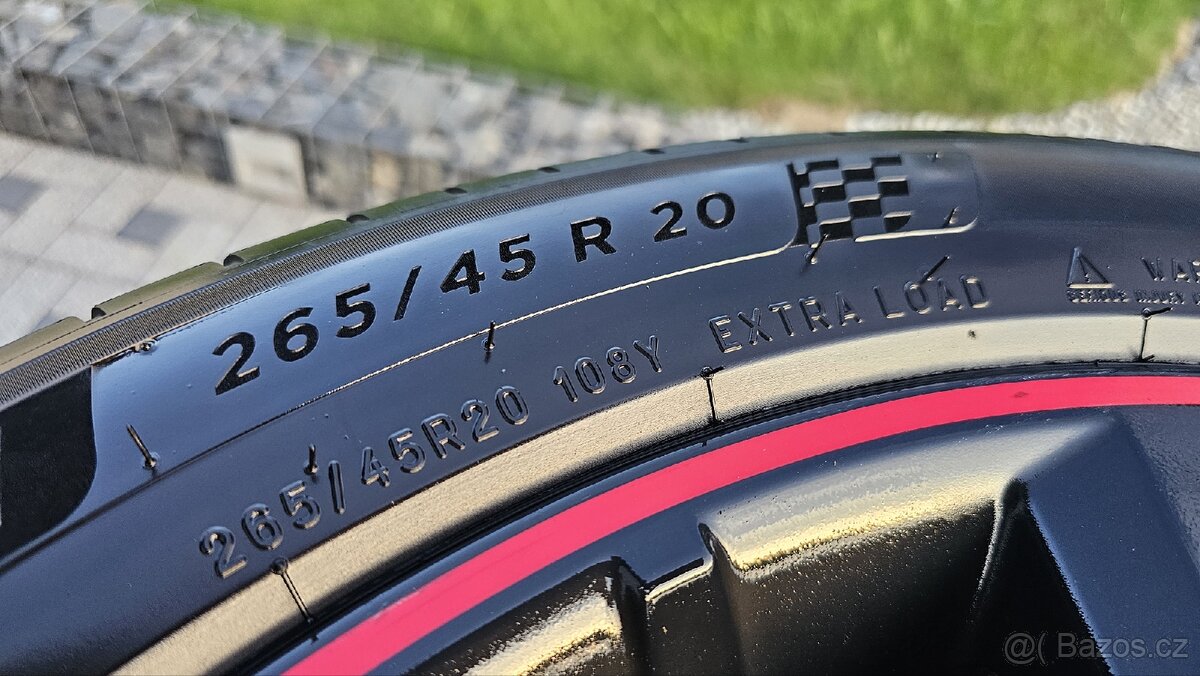 265/45 R 20
265/45R20 108Y EXTRA LOAD
@( Bazos.cz